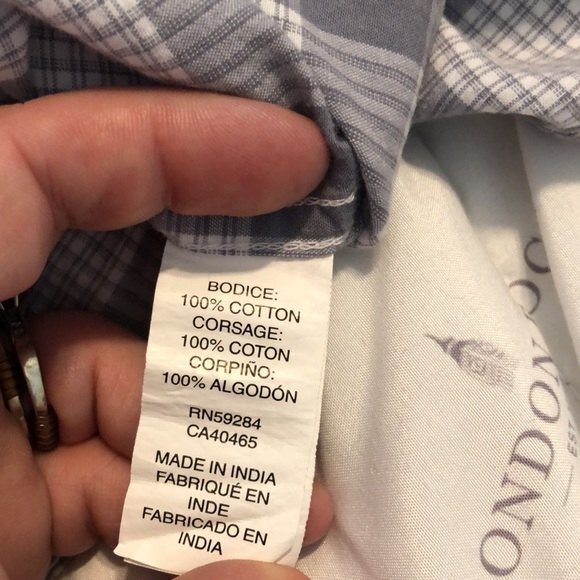 BODICE:
100% COTTON
CORSAGE:
100% COTON
CORPIÑO:
100% ALGODÓN
RN59284
CA40465
MADE IN INDIA
FABRIQUÉ EN
INDE
FABRICADO EN
INDIA
ONDON